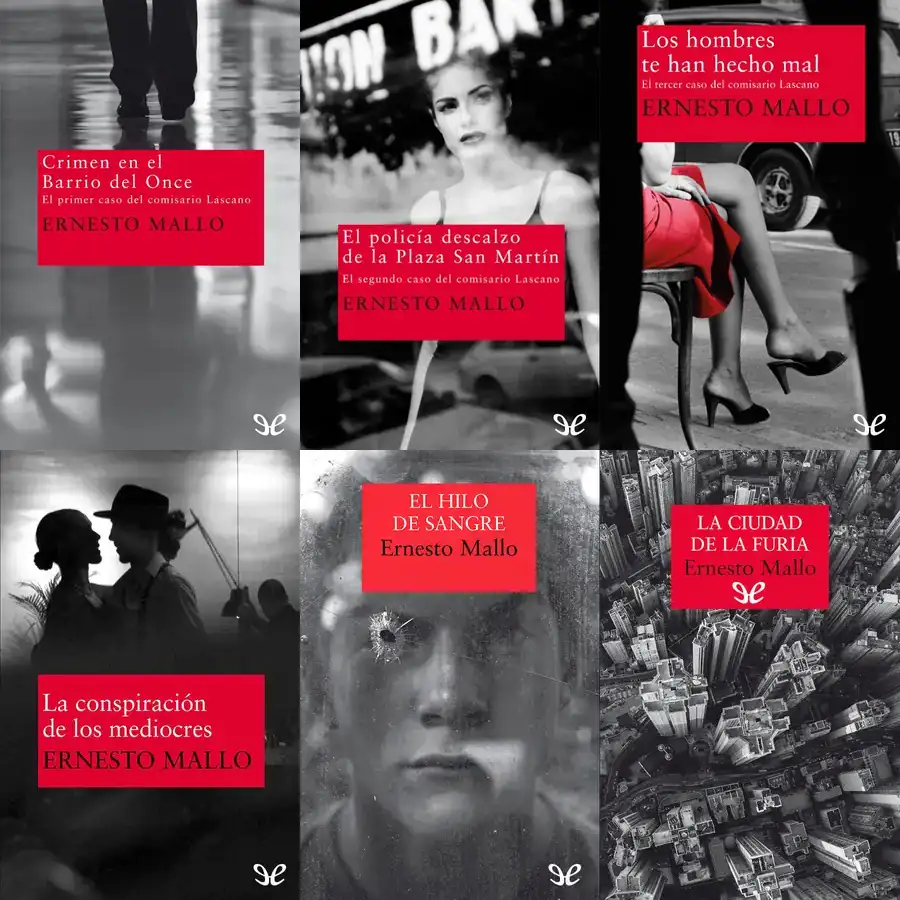 Crimen en el
Barrio del Once
El primer caso del comisario Lascano
ERNESTO MALLO
ION BAR
El policía descalzo
de la Plaza San Martín
El segundo caso del comisario Lascano
ERNESTO MALLO
Los hombres
te han hecho mal
El tercer caso del comisario Lascano
ERNESTO MALLO
La conspiración
de los mediocres
ERNESTO MALLO
EL HILO
DE SANGRE
Ernesto Mallo
LA CIUDAD
DE LA FURIA
Ernesto Mallo